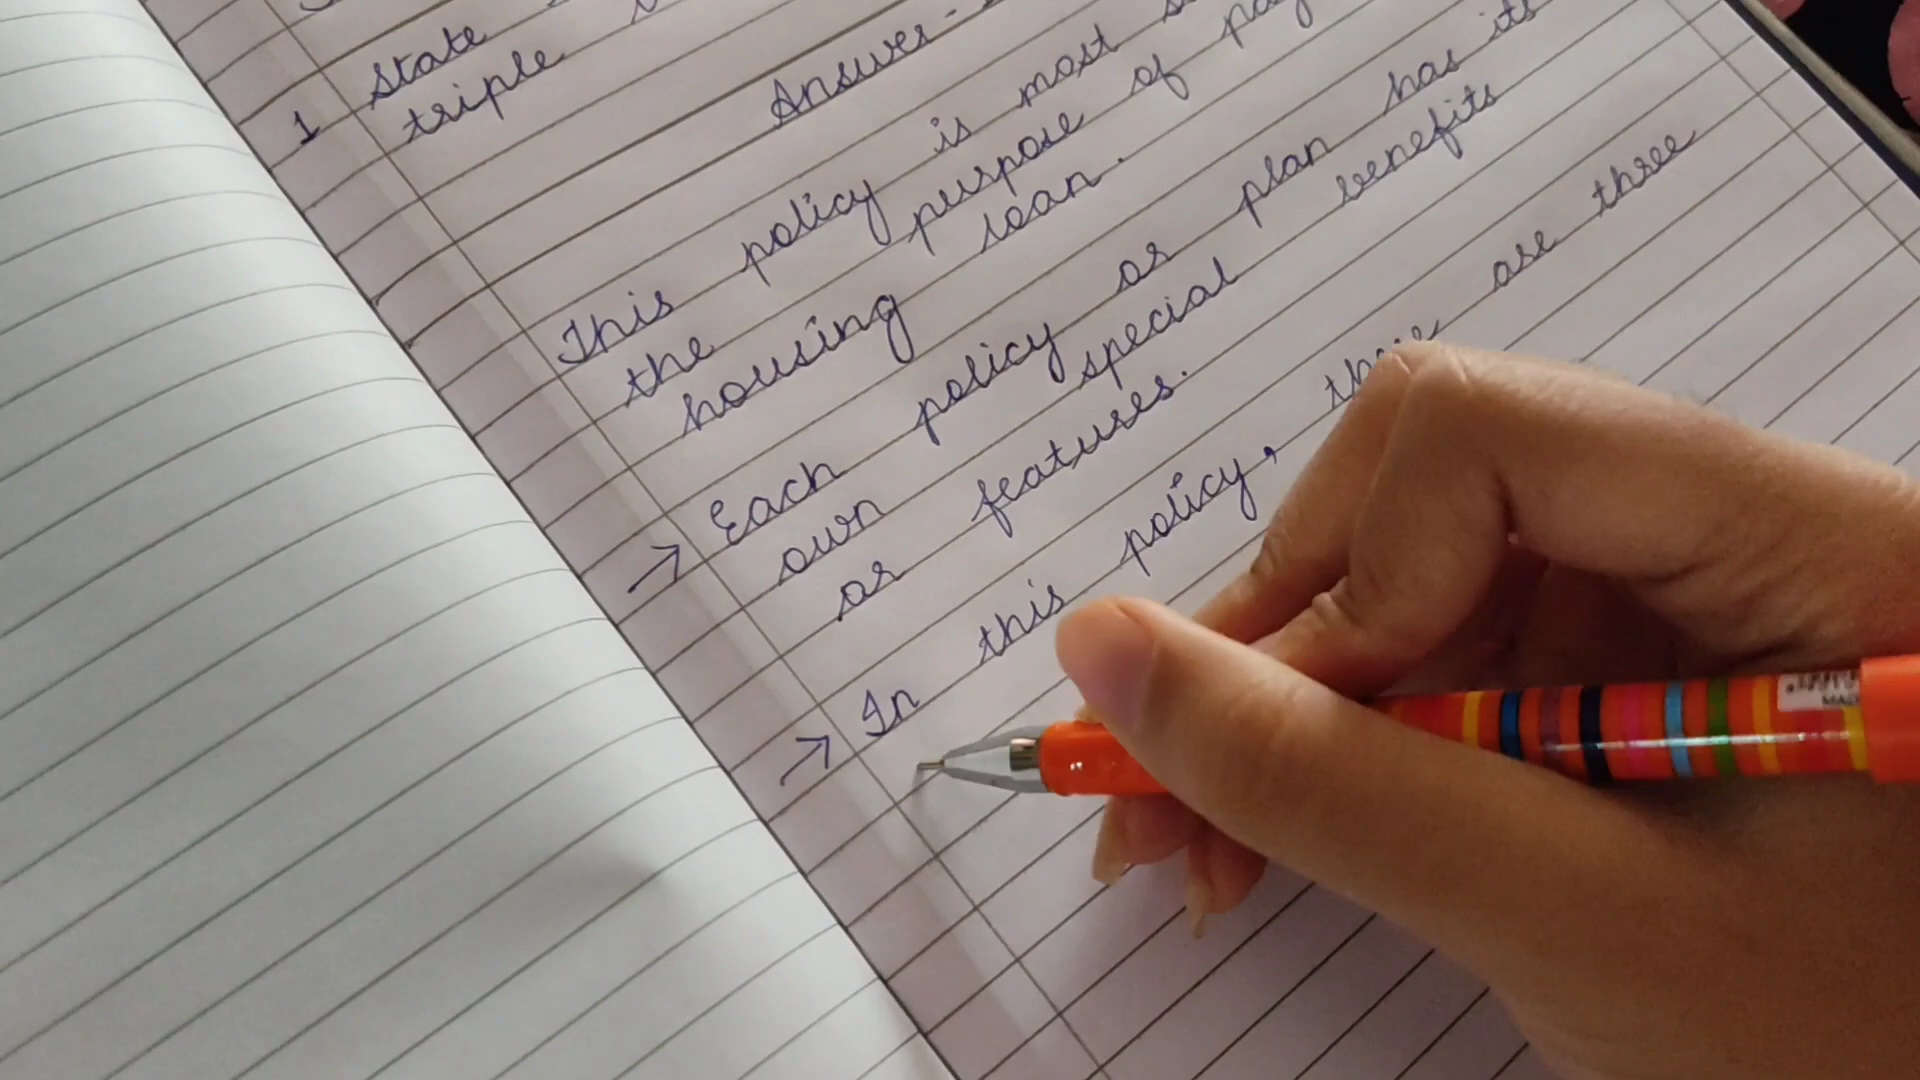 1 State
triple
Answer -
This policy is most
the purpose of
housing loan.
→ Each policy or plan has its
own special benefits
or features.
→ In this policy, there are three